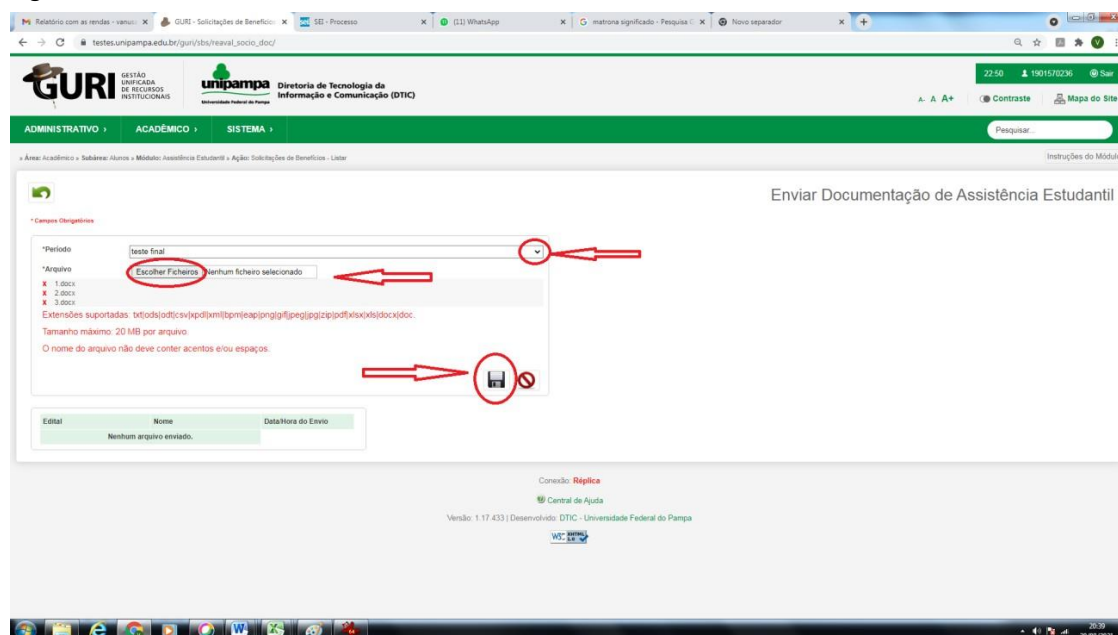 Relatório com as rendas - vanus
GURI - Solicitações de Benefício
SEI - Processo
(11) WhatsApp
matrona significado - Pesquisa
Novo separador
testes.unipampa.edu.br/guri/sbs/reaval_socio_doc/
GURI GESTÃO UNIFICADA DE RECURSOS INSTITUCIONAIS
unipampa
Universidade Federal do Pampa
Diretoria de Tecnologia da Informação e Comunicação (DTIC)
22:50 1901570236 Sair
A- A A+ Contraste Mapa do Site
ADMINISTRATIVO › ACADÊMICO › SISTEMA ›
Pesquisar...
» Área: Acadêmico » Subárea: Alunos » Módulo: Assistência Estudantil » Ação: Solicitações de Benefícios - Listar
Instruções do Módul
Enviar Documentação de Assistência Estudantil
* Campos Obrigatórios
*Período teste final
*Arquivo Escolher Ficheiros Nenhum ficheiro selecionado
x 1.docx
x 2.docx
x 3.docx
Extensões suportadas: txt|ods|odt|csv|xpdl|xml|bpm|eap|png|gif|jpeg|jpg|zip|pdf|xlsx|xls|docx|doc.
Tamanho máximo: 20 MB por arquivo.
O nome do arquivo não deve conter acentos e/ou espaços.
Edital Nome Data/Hora do Envio
Nenhum arquivo enviado.
Conexão: Réplica
Central de Ajuda
Versão: 1.17.433 | Desenvolvido: DTIC - Universidade Federal do Pampa
W3C XHTML 1.0
20:39